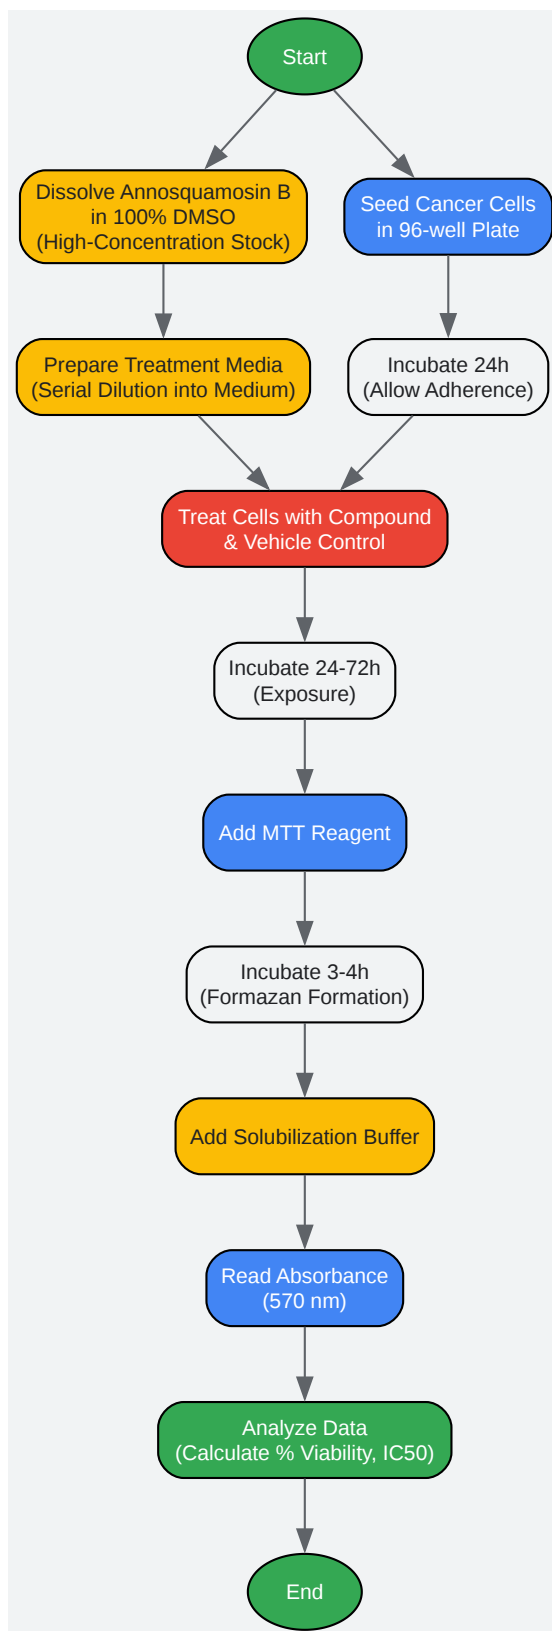 Start
Dissolve Annosquamosin B
in 100% DMSO
(High-Concentration Stock)
Seed Cancer Cells
in 96-well Plate
Prepare Treatment Media
(Serial Dilution into Medium)
Incubate 24h
(Allow Adherence)
Treat Cells with Compound
& Vehicle Control
Incubate 24-72h
(Exposure)
Add MTT Reagent
Incubate 3-4h
(Formazan Formation)
Add Solubilization Buffer
Read Absorbance
(570 nm)
Analyze Data
(Calculate % Viability, IC50)
End